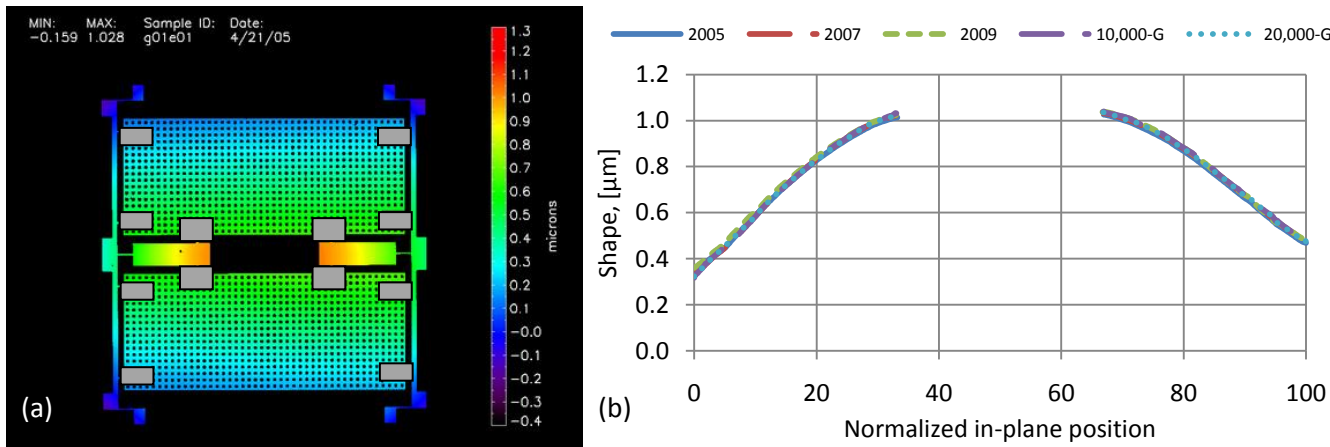 MIN: MAX: Sample ID: Date:
-0.159 1.028 g01e01 4/21/05
1.3
1.2
1.1
1.0
0.9
0.8
0.7
0.6
0.5
0.4
0.3
0.2
0.1
-0.0
-0.1
-0.2
-0.3
-0.4
microns
(a)
2005 2007 2009 10,000-G 20,000-G
1.2
1.0
0.8
0.6
0.4
0.2
0.0
Shape, [µm]
0 20 40 60 80 100
Normalized in-plane position
(b)